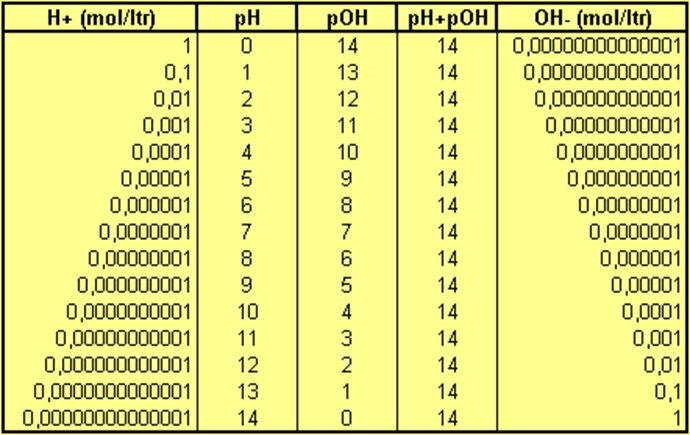 H+ (mol/ltr) pH pOH pH+pOH OH- (mol/ltr)
1 0 14 14 0,00000000000001
0,1 1 13 14 0,0000000000001
0,01 2 12 14 0,000000000001
0,001 3 11 14 0,00000000001
0,0001 4 10 14 0,0000000001
0,00001 5 9 14 0,000000001
0,000001 6 8 14 0,00000001
0,0000001 7 7 14 0,0000001
0,00000001 8 6 14 0,000001
0,000000001 9 5 14 0,00001
0,0000000001 10 4 14 0,0001
0,00000000001 11 3 14 0,001
0,000000000001 12 2 14 0,01
0,0000000000001 13 1 14 0,1
0,00000000000001 14 0 14 1